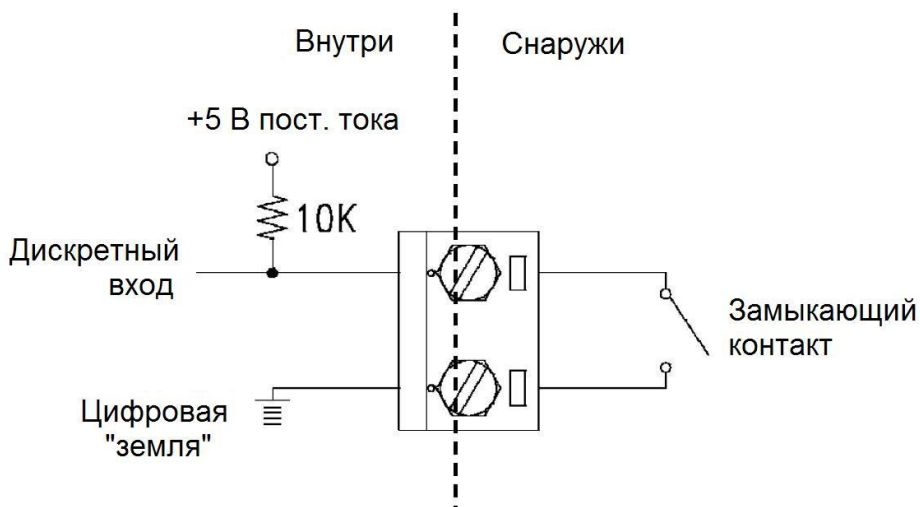 Внутри
Снаружи
+5 В пост. тока
10K
Дискретный
вход
Замыкающий
контакт
Цифровая
"земля"